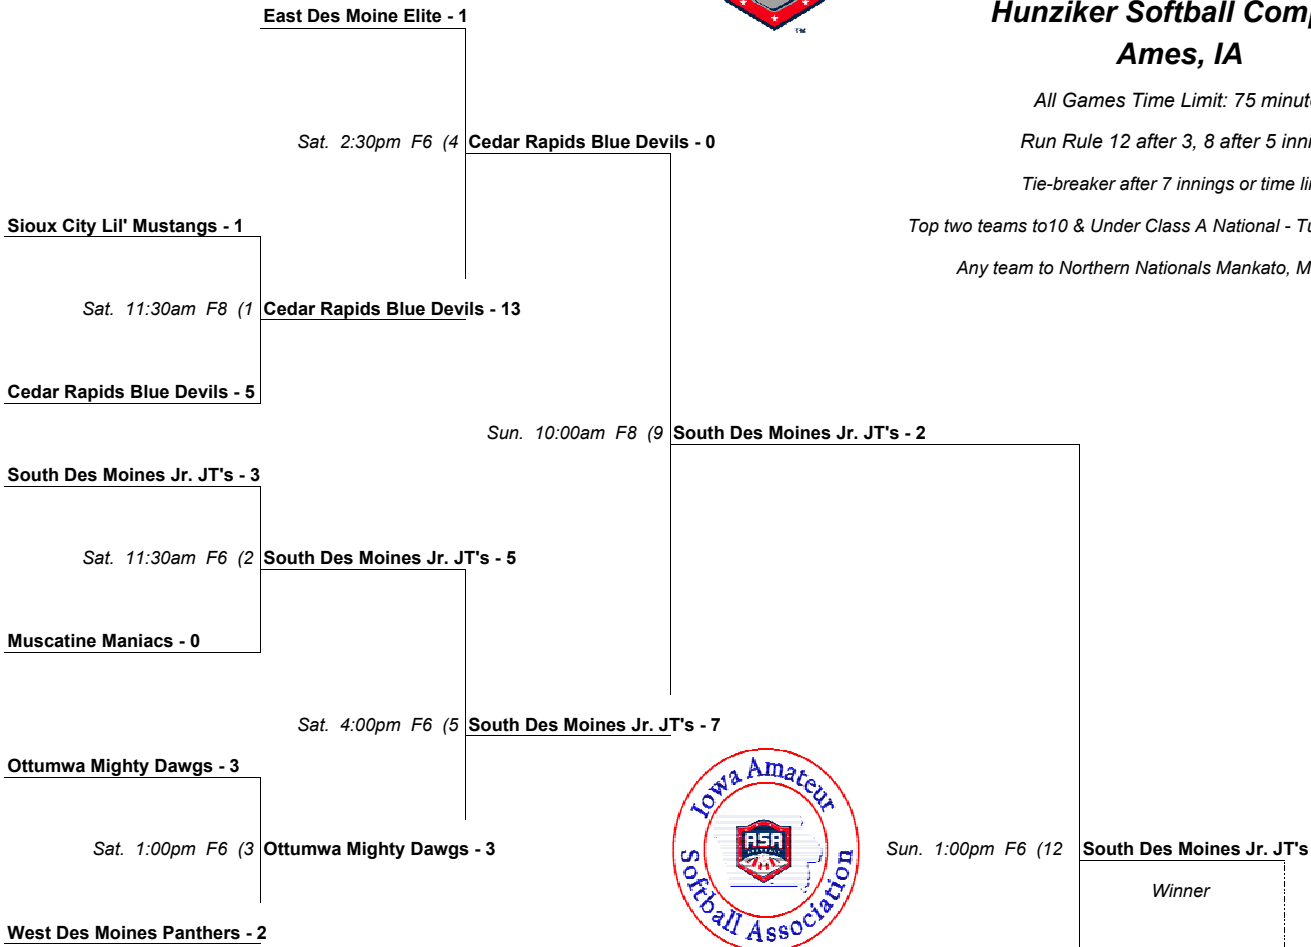 East Des Moine Elite - 1
Hunziker Softball Comp
Ames, IA
All Games Time Limit: 75 minut
Sat. 2:30pm F6 (4
Cedar Rapids Blue Devils - 0
Run Rule 12 after 3, 8 after 5 inni
Tie-breaker after 7 innings or time li
Sioux City Lil' Mustangs - 1
Top two teams to10 & Under Class A National - Tu
Any team to Northern Nationals Mankato, M
Sat. 11:30am F8 (1
Cedar Rapids Blue Devils - 13
Cedar Rapids Blue Devils - 5
Sun. 10:00am F8 (9
South Des Moines Jr. JT's - 2
South Des Moines Jr. JT's - 3
Sat. 11:30am F6 (2
South Des Moines Jr. JT's - 5
Muscatine Maniacs - 0
Sat. 4:00pm F6 (5
South Des Moines Jr. JT's - 7
Ottumwa Mighty Dawgs - 3
Iowa Amateur
Softball Association
ASA
Sat. 1:00pm F6 (3
Ottumwa Mighty Dawgs - 3
Sun. 1:00pm F6 (12
South Des Moines Jr. JT's
Winner
West Des Moines Panthers - 2